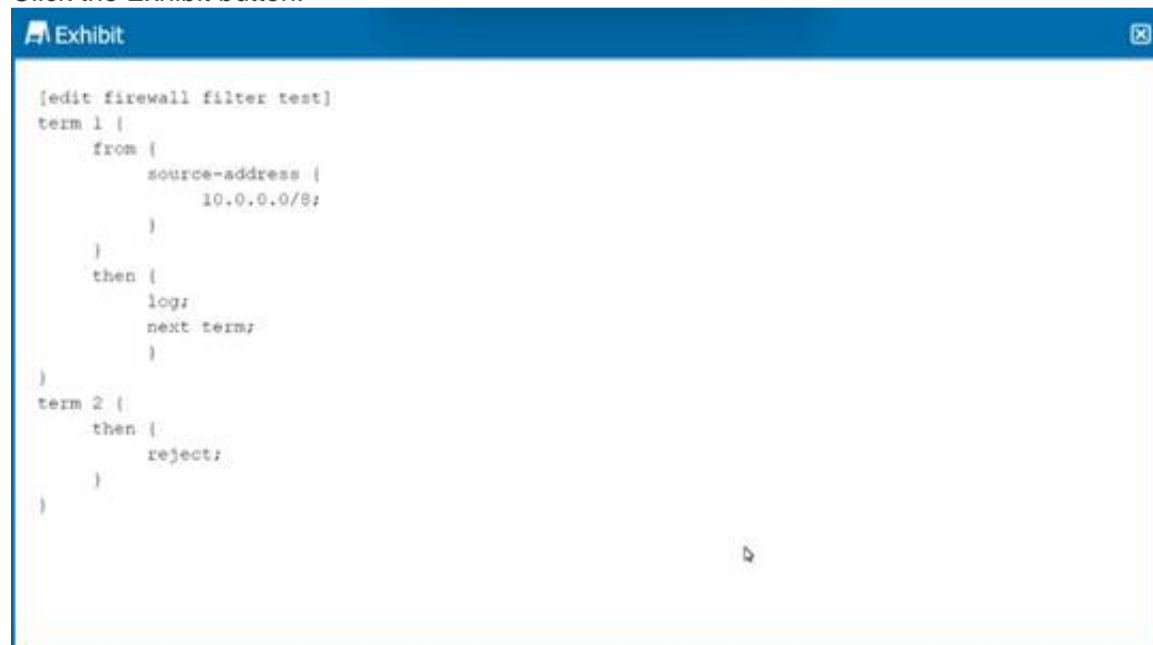 Click the Exhibit button.
Exhibit
[edit firewall filter test]
term 1 {
from {
source-address {
10.0.0.0/8;
}
}
then {
log;
next term;
}
}
term 2 {
then {
reject;
}
}